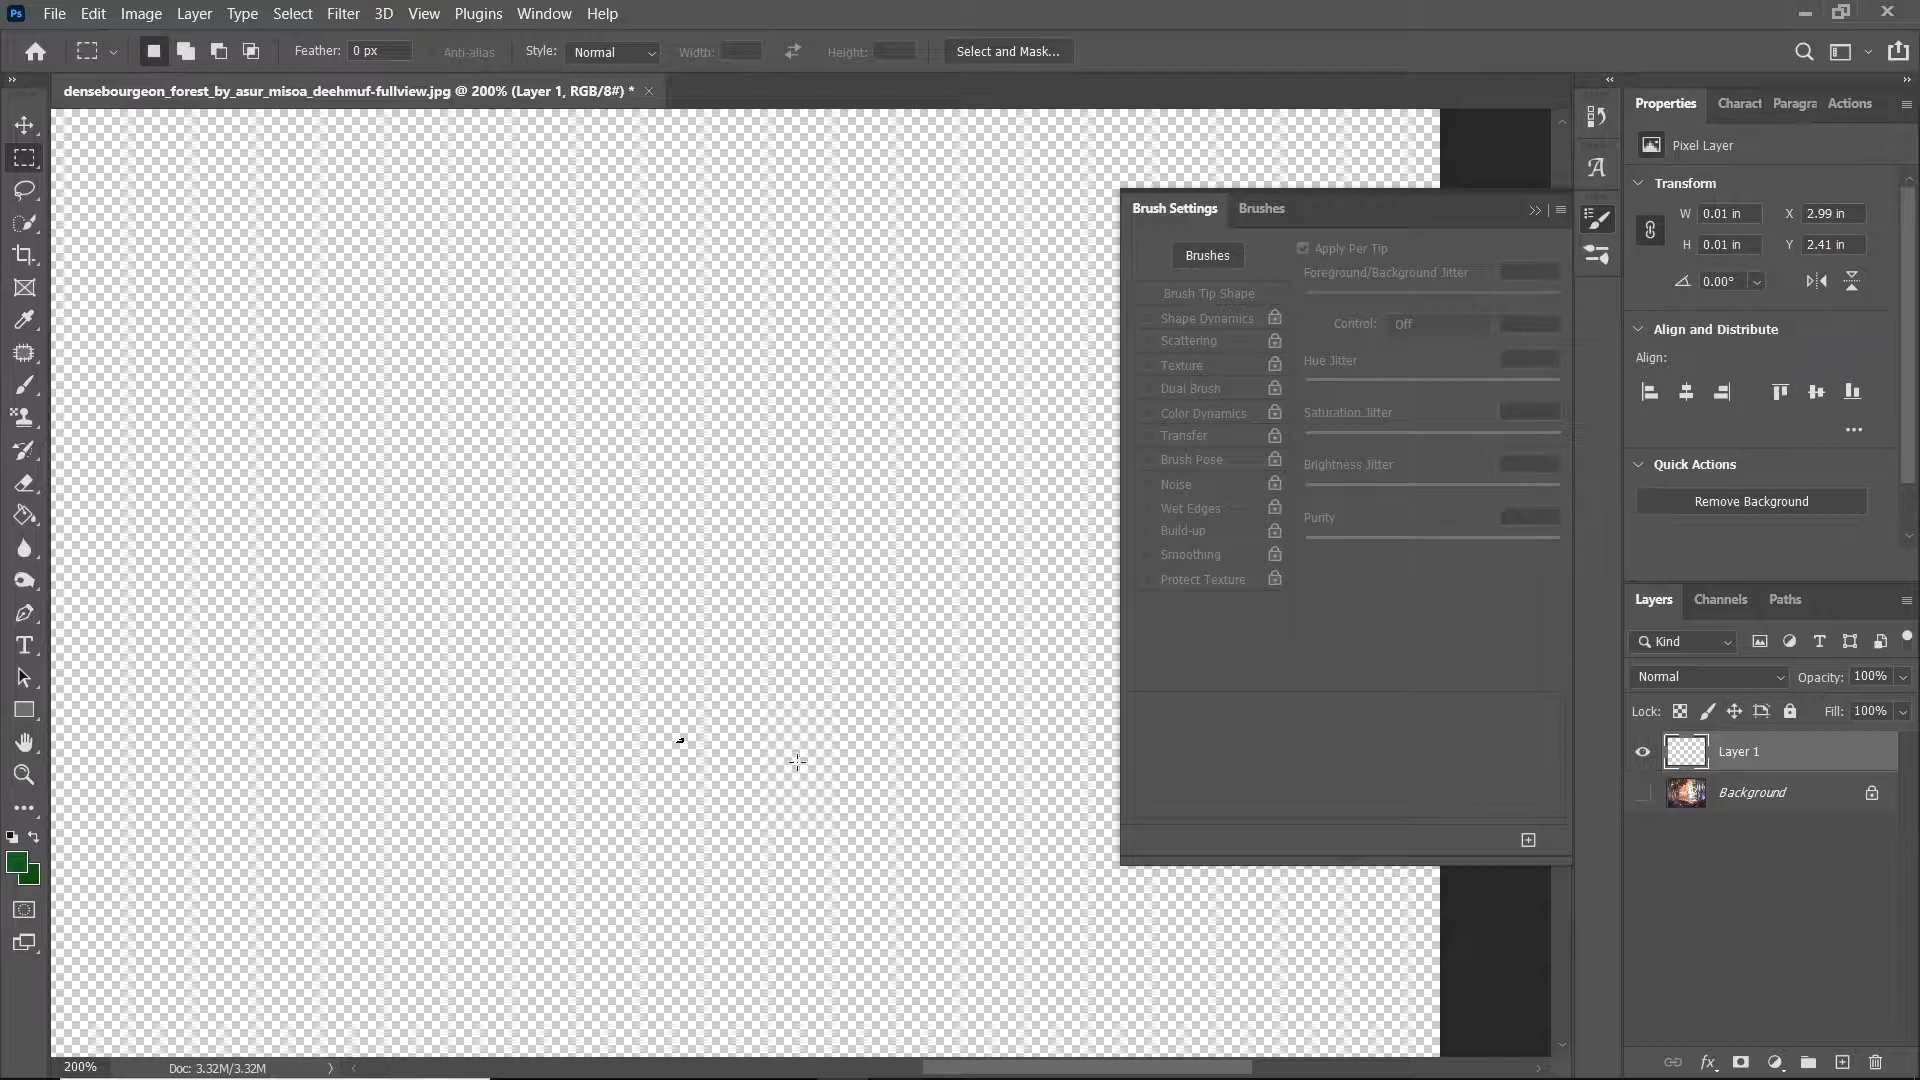 Ps File Edit Image Layer Type Select Filter 3D View Plugins Window Help
Feather: 0 px Anti-alias Style: Normal Width: Height: Select and Mask...
densebourgeon_forest_by_asur_misoa_deehmuf-fullview.jpg @ 200% (Layer 1, RGB/8#) *
Properties Charact Paragra Actions
Pixel Layer
Transform
W 0.01 in X 2.99 in
H 0.01 in Y 2.41 in
0.00°
Align and Distribute
Align:
Quick Actions
Remove Background
Brush Settings Brushes
Brushes
Apply Per Tip
Foreground/Background Jitter
Brush Tip Shape
Shape Dynamics
Control: Off
Scattering
Hue Jitter
Texture
Dual Brush
Color Dynamics
Saturation Jitter
Transfer
Brush Pose
Brightness Jitter
Noise
Wet Edges
Purity
Build-up
Smoothing
Protect Texture
Layers Channels Paths
Kind
Normal Opacity: 100%
Lock: Fill: 100%
Layer 1
Background
200% Doc: 3.32M/3.32M